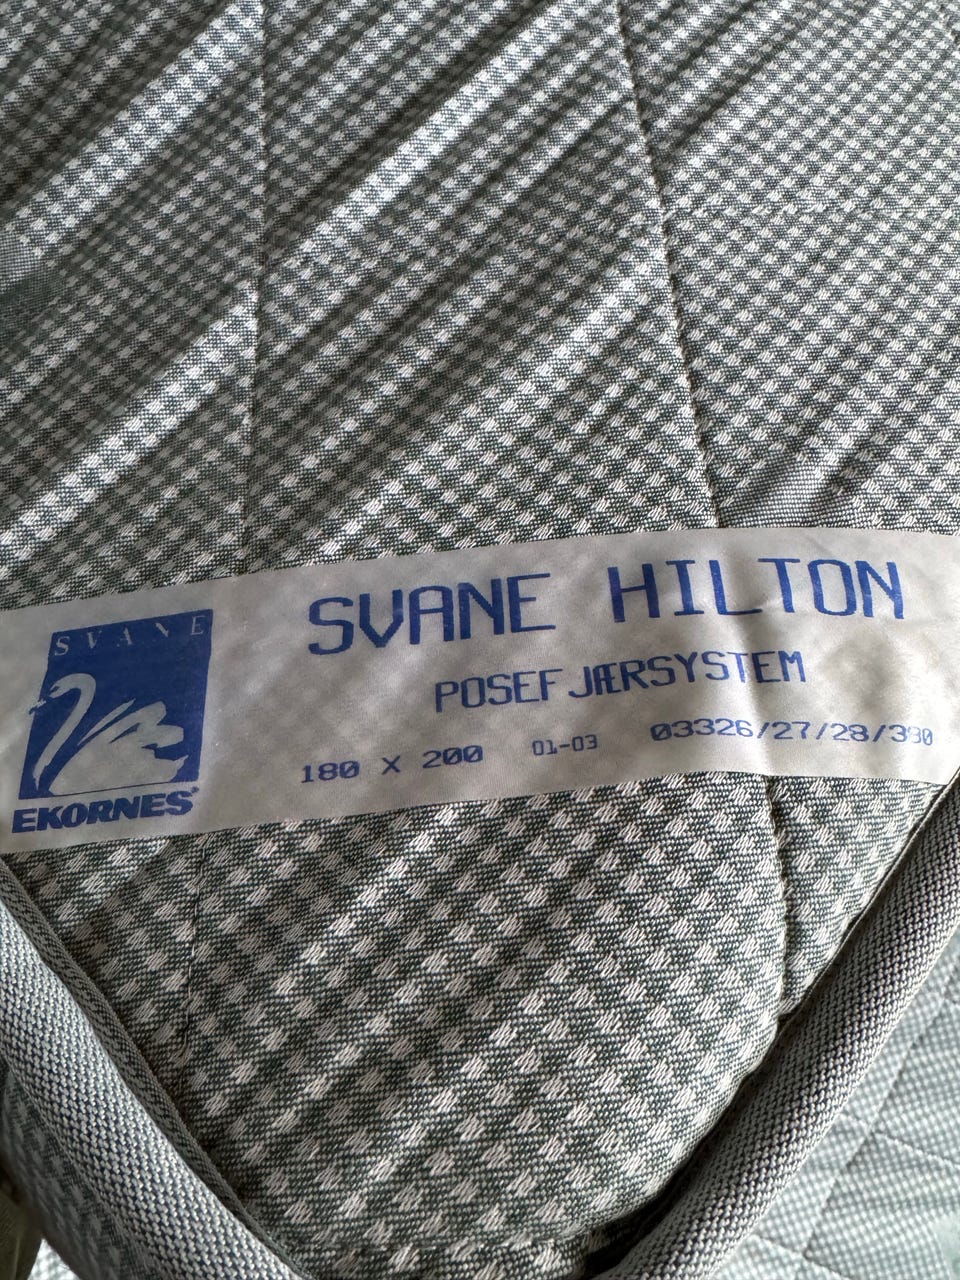 SVANE
EKORNES®
SVANE HILTON
POSEFJÆRSYSTEM
180 X 200 01-03 03326/27/28/330